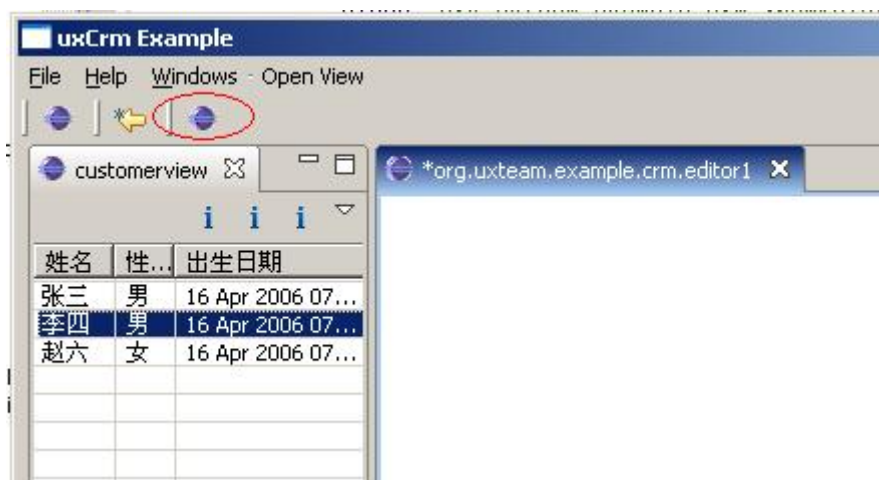 uxCrm Example
File Help Windows Open View
customerview
*org.uxteam.example.crm.editor1
i i i
姓名 性... 出生日期
张三 男 16 Apr 2006 07...
李四 男 16 Apr 2006 07...
赵六 女 16 Apr 2006 07...